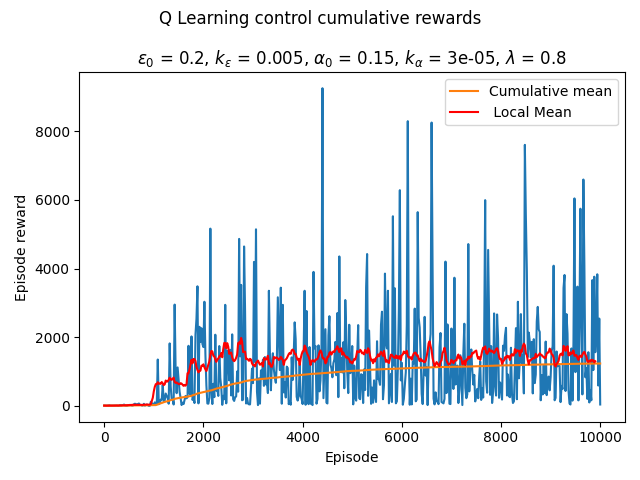 Q Learning control cumulative rewards
ε₀ = 0.2, kε = 0.005, α₀ = 0.15, kα = 3e-05, λ = 0.8
Cumulative mean
Local Mean
Episode reward
8000
6000
4000
2000
0
0 2000 4000 6000 8000 10000
Episode